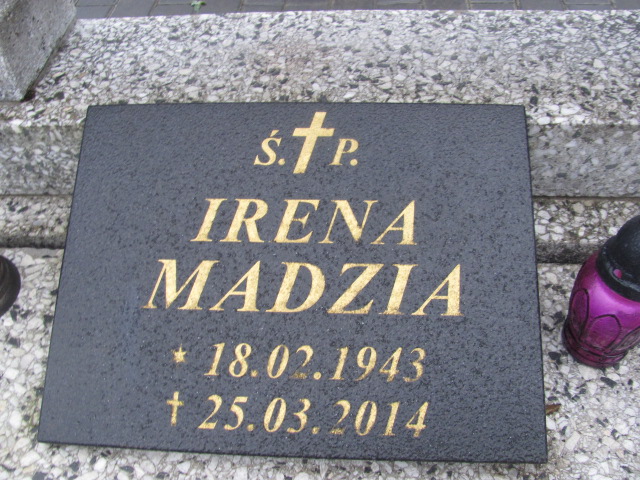 Ś. P.
IRENA
MADZIA
* 18.02.1943
✝ 25.03.2014